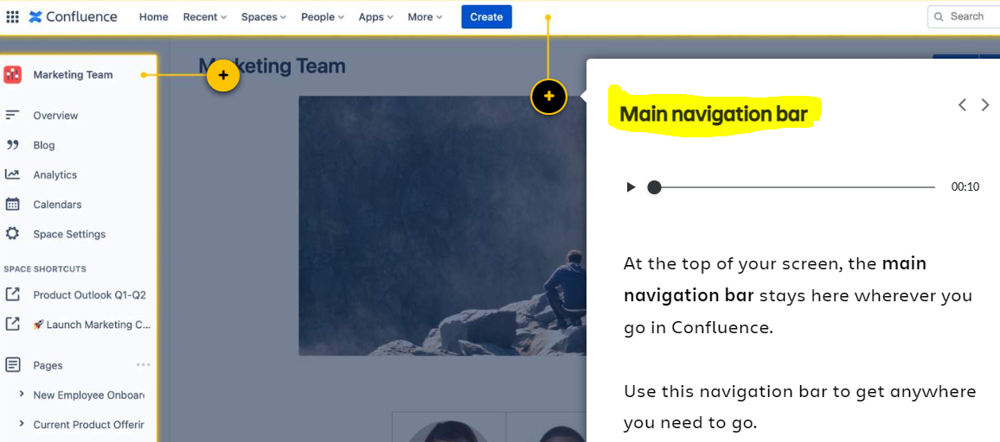 Confluence Home Recent Spaces People Apps More Create Search
Marketing Team
Overview
Blog
Analytics
Calendars
Space Settings
SPACE SHORTCUTS
Product Outlook Q1-Q2
🚀 Launch Marketing C...
Pages
New Employee Onboar
Current Product Offerin
Marketing Team
Main navigation bar
00:10
At the top of your screen, the main
navigation bar stays here wherever you
go in Confluence.
Use this navigation bar to get anywhere
you need to go.